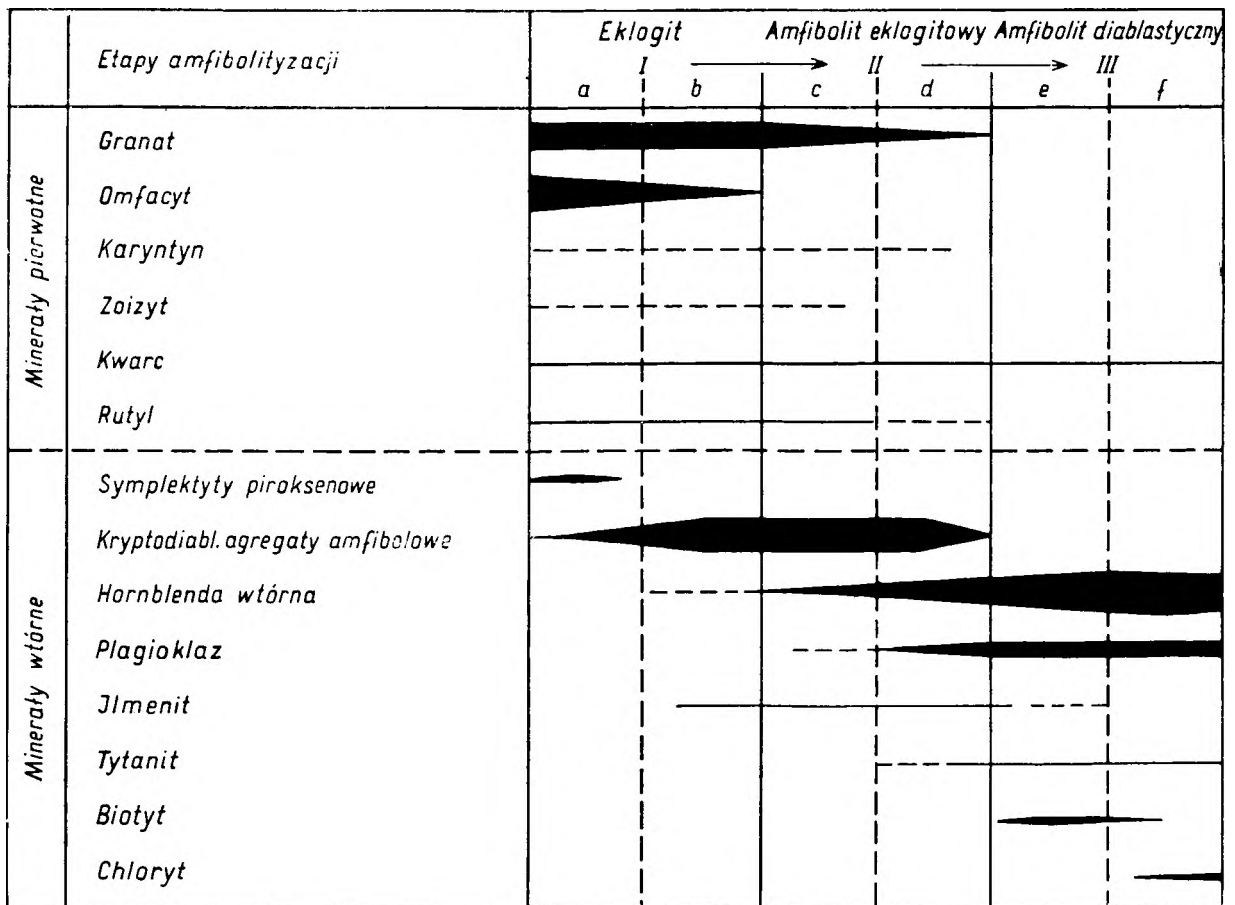 Etapy amfibolityzacji
Eklogit
Amfibolit eklogitowy
Amfibolit diablastyczny
I
II
III
a
b
c
d
e
f
Minerały pierwotne
Granat
Omfacyt
Karyntyn
Zoizyt
Kwarc
Rutyl
Minerały wtórne
Symplektyty piroksenowe
Kryptodiabl. agregaty amfibolowe
Hornblenda wtórna
Plagioklaz
Jlmenit
Tytanit
Biotyt
Chloryt